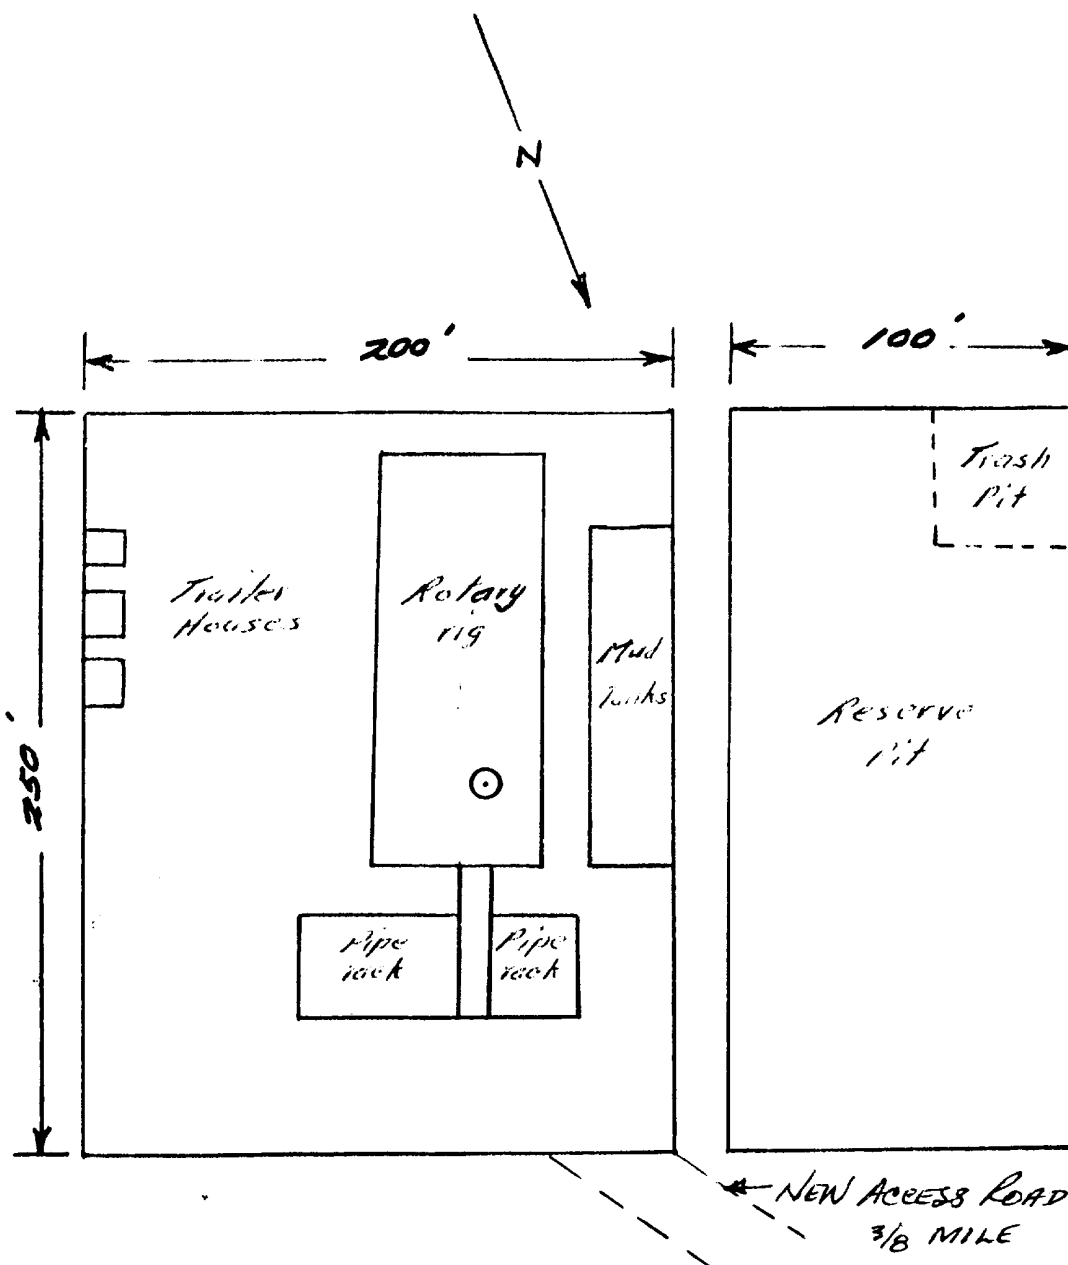 N
200'
100'
Trash
Pit
Trailer
Houses
Rotary
rig
Mud
Tanks
Reserve
Pit
250'
Pipe
rack
Pipe
rack
NEW ACCESS ROAD
3/8 MILE